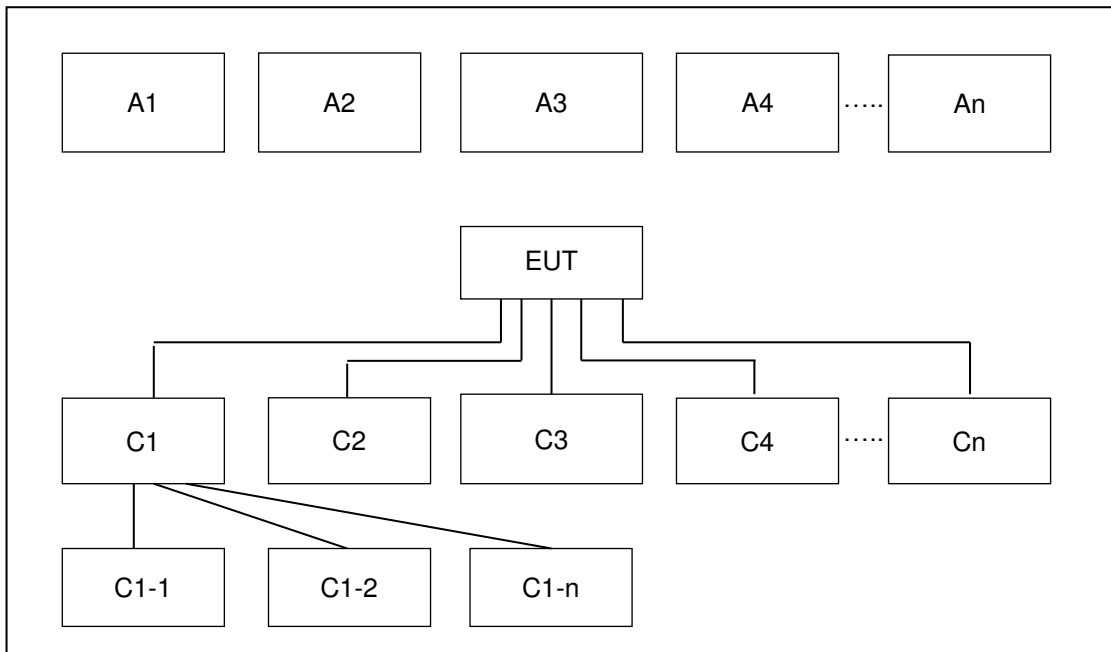 A1 A2 A3 A4 ..... An
EUT
C1 C2 C3 C4 ..... Cn
C1-1 C1-2 C1-n